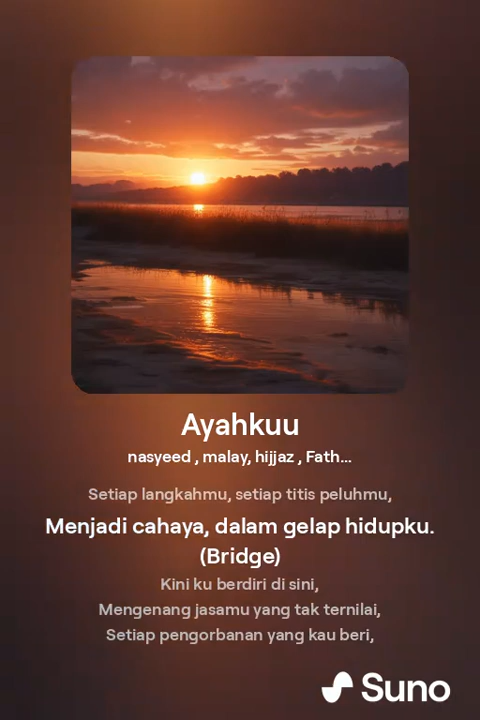 Ayahkuu
nasyeed , malay, hijjaz , Fath...
Setiap langkahmu, setiap titis peluhmu,
Menjadi cahaya, dalam gelap hidupku.
(Bridge)
Kini ku berdiri di sini,
Mengenang jasamu yang tak ternilai,
Setiap pengorbanan yang kau beri,
Suno